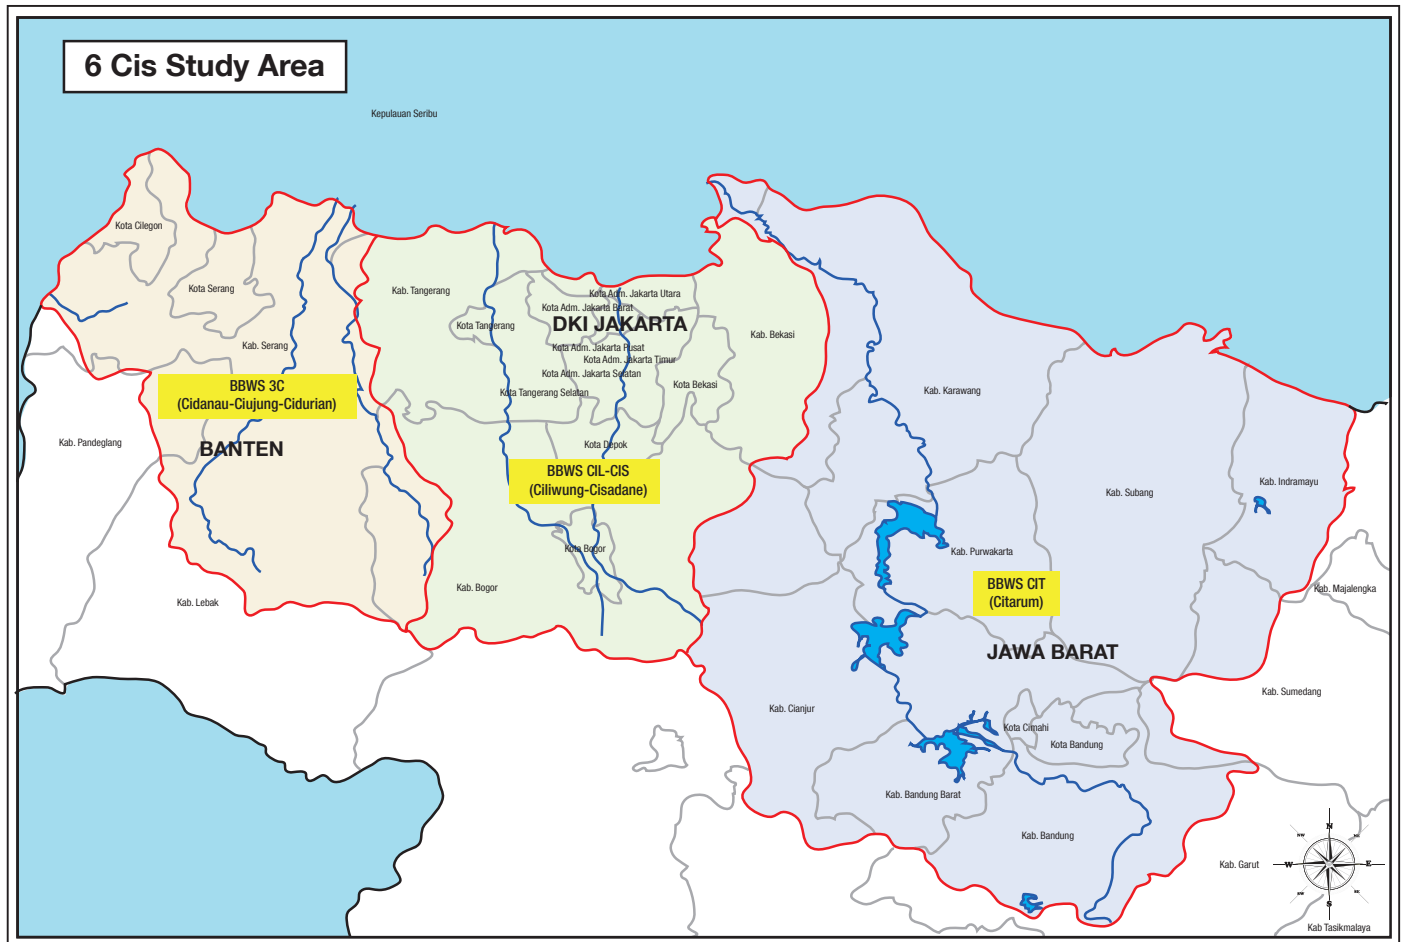 6 Cis Study Area
Kepulauan Seribu
Kota Cilegon
Kota Serang
Kab. Serang
Kab. Tangerang
Kota Tangerang
Kota Adm. Jakarta Utara
Kota Adm. Jakarta Barat
DKI JAKARTA
Kota Adm. Jakarta Pusat
Kota Adm. Jakarta Timur
Kota Adm. Jakarta Selatan
Kota Tangerang Selatan
Kota Bekasi
Kab. Bekasi
Kab. Karawang
BBWS 3C
(Cidanau-Ciujung-Cidurian)
BANTEN
Kab. Pandeglang
Kota Depok
BBWS CIL-CIS
(Ciliwung-Cisadane)
Kab. Subang
Kab. Indramayu
Kota Bogor
Kab. Purwakarta
Kab. Bogor
Kab. Lebak
BBWS CIT
(Citarum)
Kab. Majalengka
JAWA BARAT
Kab. Sumedang
Kab. Cianjur
Kota Cimahi
Kota Bandung
Kab. Bandung Barat
Kab. Bandung
Kab. Garut
Kab Tasikmalaya
N
NW
NE
W
E
SW
SE
S